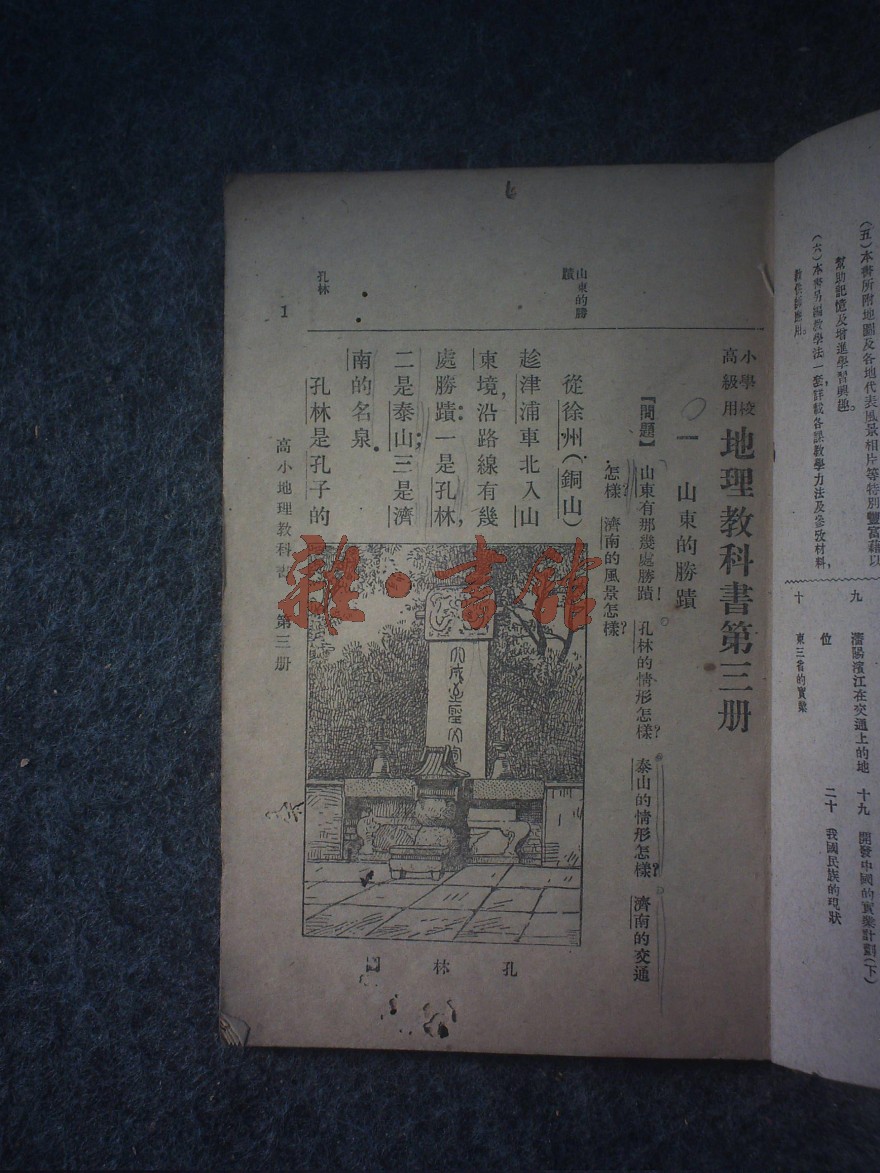 (五)本書所附地圖及各地代表風景相片等特別豐富藉以
幫助記憶及增進學習興趣。
(六)本書另編教學法一套,詳載各課教學方法及參攷材料,
教供師應用。
九 瀋陽濱江在交通上的地
位
十 東三省的實業
十九 開發中國的實業計劃(下)
二十 我國民族的現狀
小學校
高級用
地理教科書第三册
一 山東的勝蹟
【問題】 山東有那幾處勝蹟! 孔林的情形怎樣? 泰山的情形怎樣? 濟南的交通
怎樣? 濟南的風景怎樣?
山東的勝
蹟
從徐州(銅山)
趁津浦車北入山
東境,沿路線有幾
處勝蹟:一是孔林,
二是泰山;三是濟
南的名泉。
孔林是孔子的
孔林
孔林
高小地理教科書 第三册
1
雜·書館